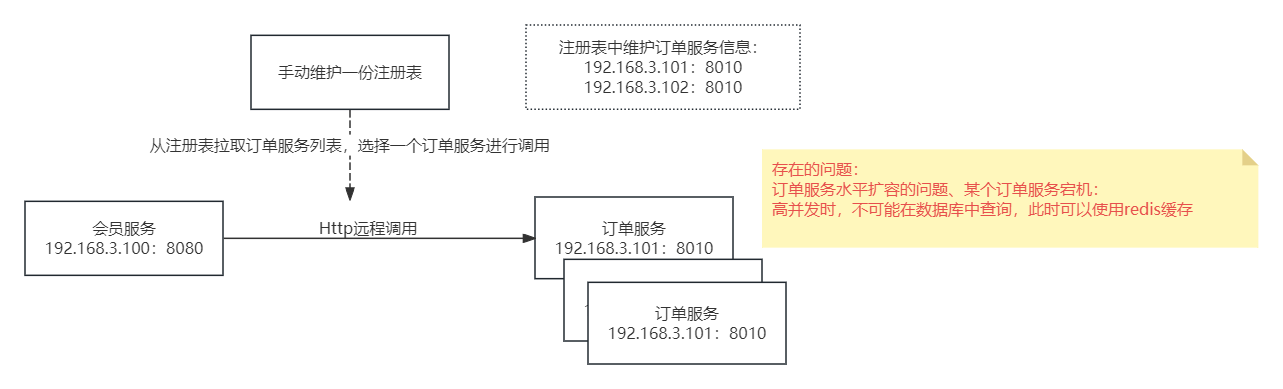 手动维护一份注册表
注册表中维护订单服务信息：
192.168.3.101：8010
192.168.3.102：8010
从注册表拉取订单服务列表，选择一个订单服务进行调用
存在的问题：
订单服务水平扩容的问题、某个订单服务宕机：
高并发时，不可能在数据库中查询，此时可以使用redis缓存
会员服务
192.168.3.100：8080
Http远程调用
订单服务
192.168.3.101：8010
订单服务
192.168.3.101：8010